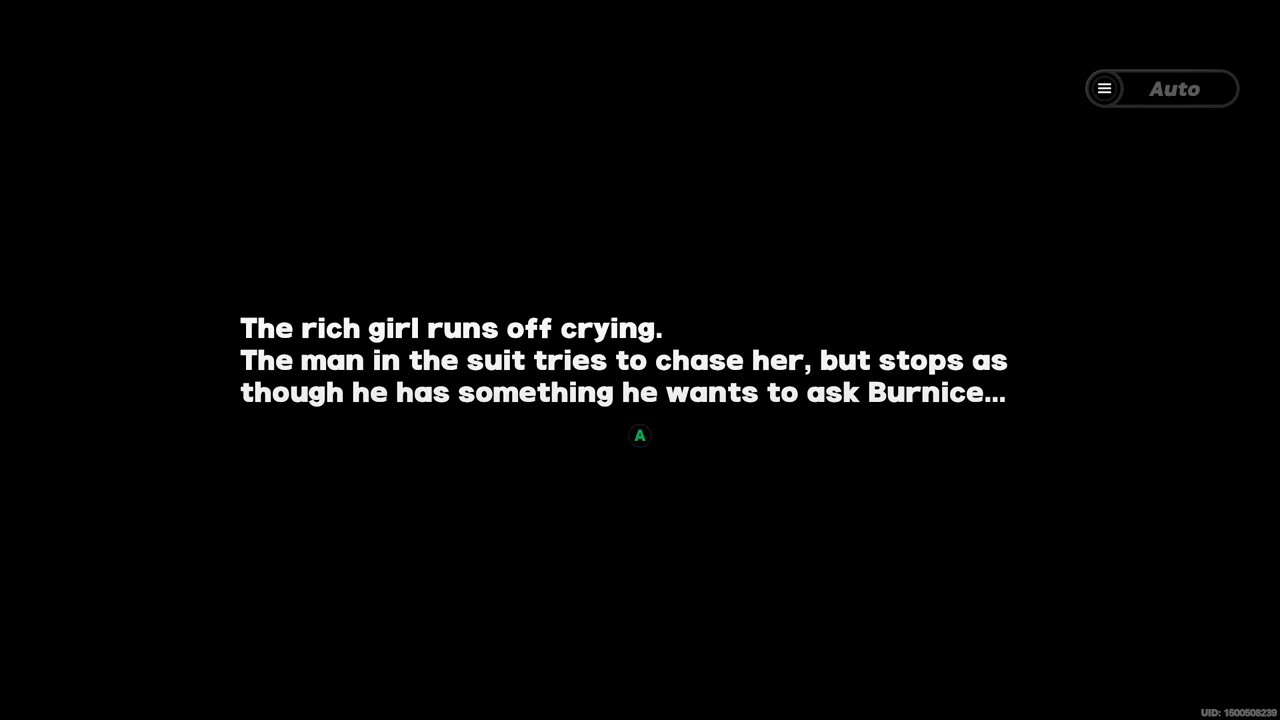 Auto
The rich girl runs off crying.
The man in the suit tries to chase her, but stops as
though he has something he wants to ask Burnice...
A
UID: 1500508239